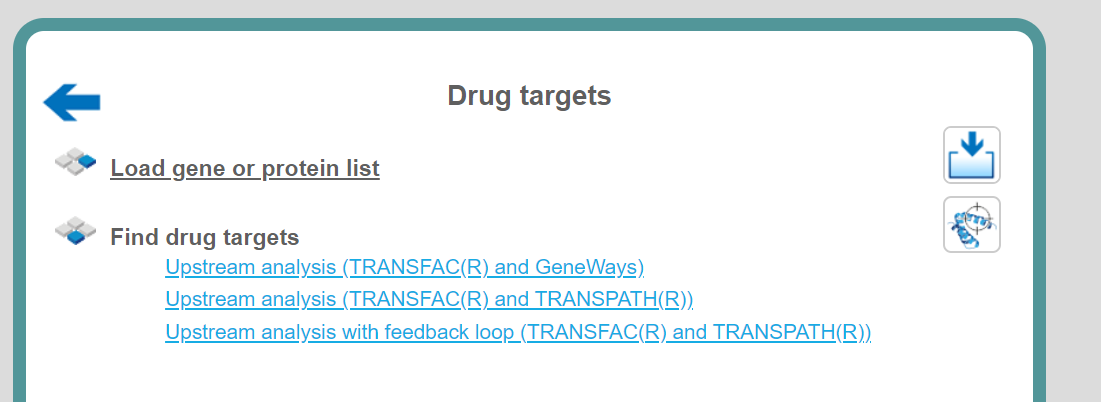 Drug targets
Load gene or protein list
Find drug targets
Upstream analysis (TRANSFAC(R) and GeneWays)
Upstream analysis (TRANSFAC(R) and TRANSPATH(R))
Upstream analysis with feedback loop (TRANSFAC(R) and TRANSPATH(R))